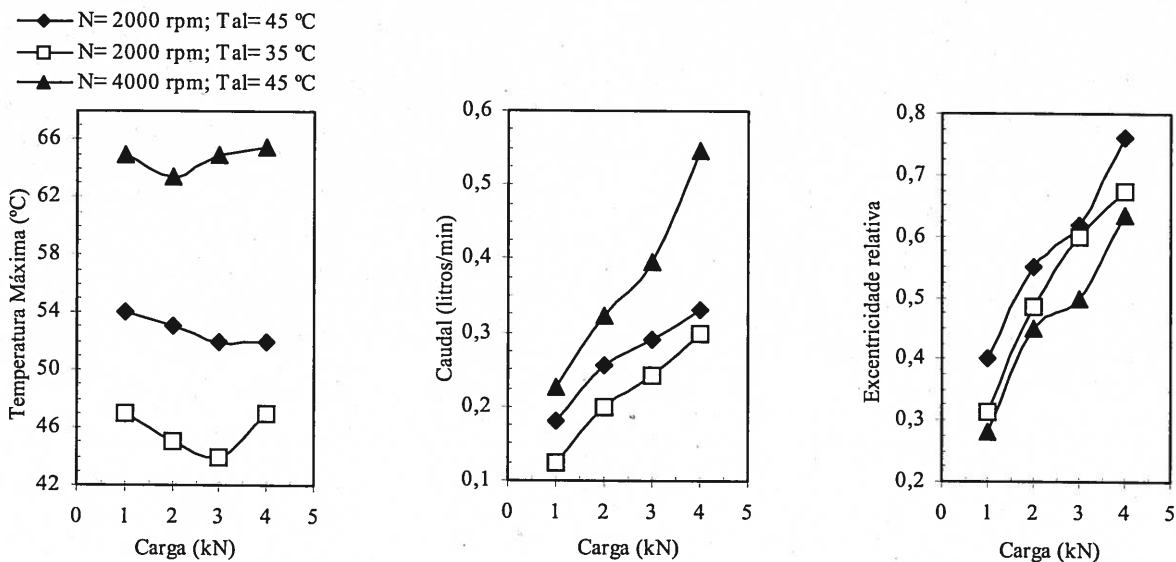 N= 2000 rpm; Tal= 45 ºC
N= 2000 rpm; Tal= 35 ºC
N= 4000 rpm; Tal= 45 ºC
Temperatura Máxima (ºC)
66
62
58
54
50
46
42
0 1 2 3 4 5
Carga (kN)
Caudal (litros/min)
0,6
0,5
0,4
0,3
0,2
0,1
0 1 2 3 4 5
Carga (kN)
Excentricidade relativa
0,8
0,7
0,6
0,5
0,4
0,3
0,2
0 1 2 3 4 5
Carga (kN)